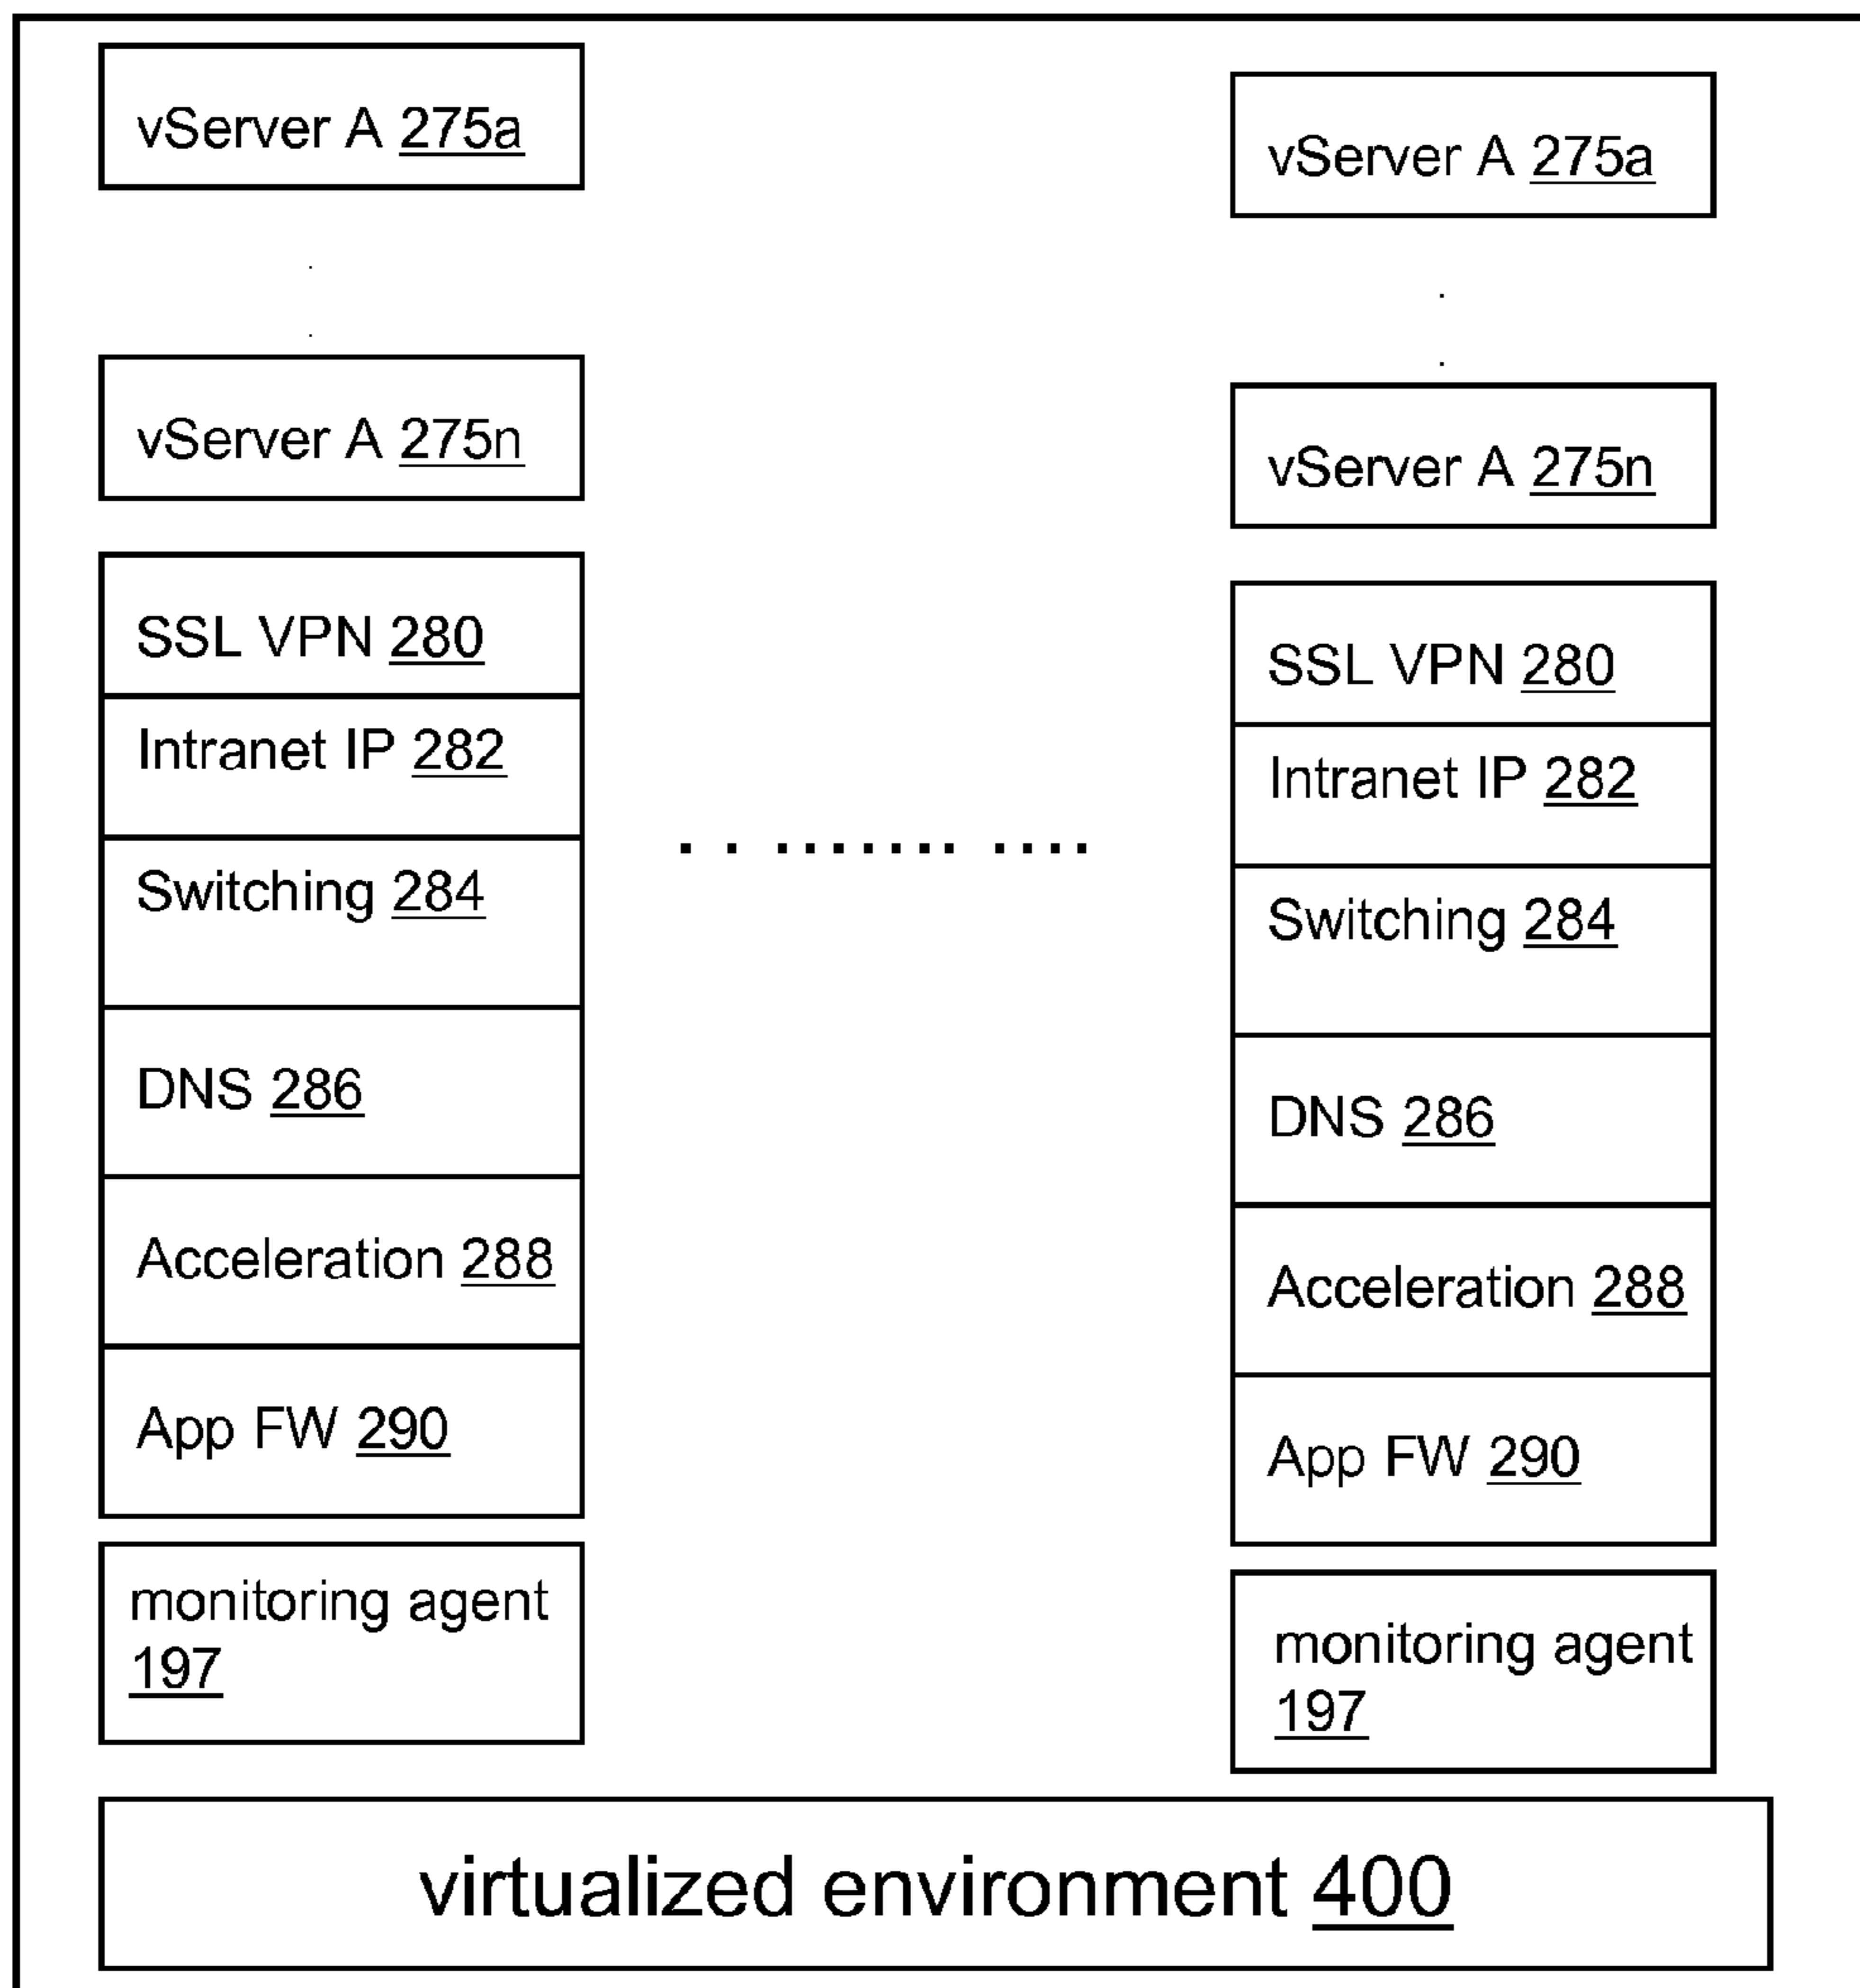 vServer A 275a
vServer A 275n
SSL VPN 280
Intranet IP 282
Switching 284
DNS 286
Acceleration 288
App FW 290
monitoring agent
197
vServer A 275a
vServer A 275n
SSL VPN 280
Intranet IP 282
Switching 284
DNS 286
Acceleration 288
App FW 290
monitoring agent
197
virtualized environment 400